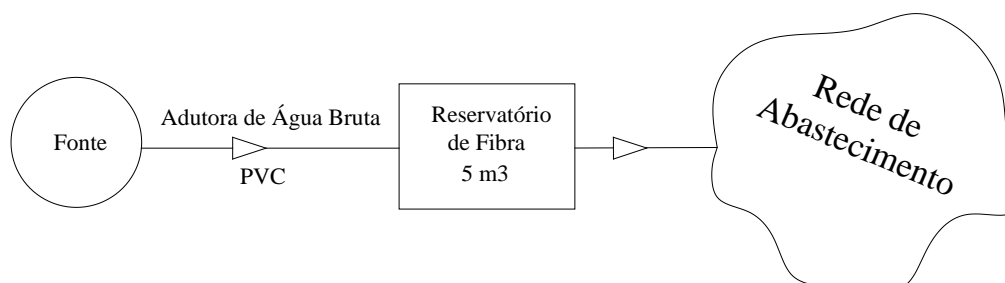 Fonte
Adutora de Água Bruta
PVC
Reservatório
de Fibra
5 m3
Rede de
Abastecimento